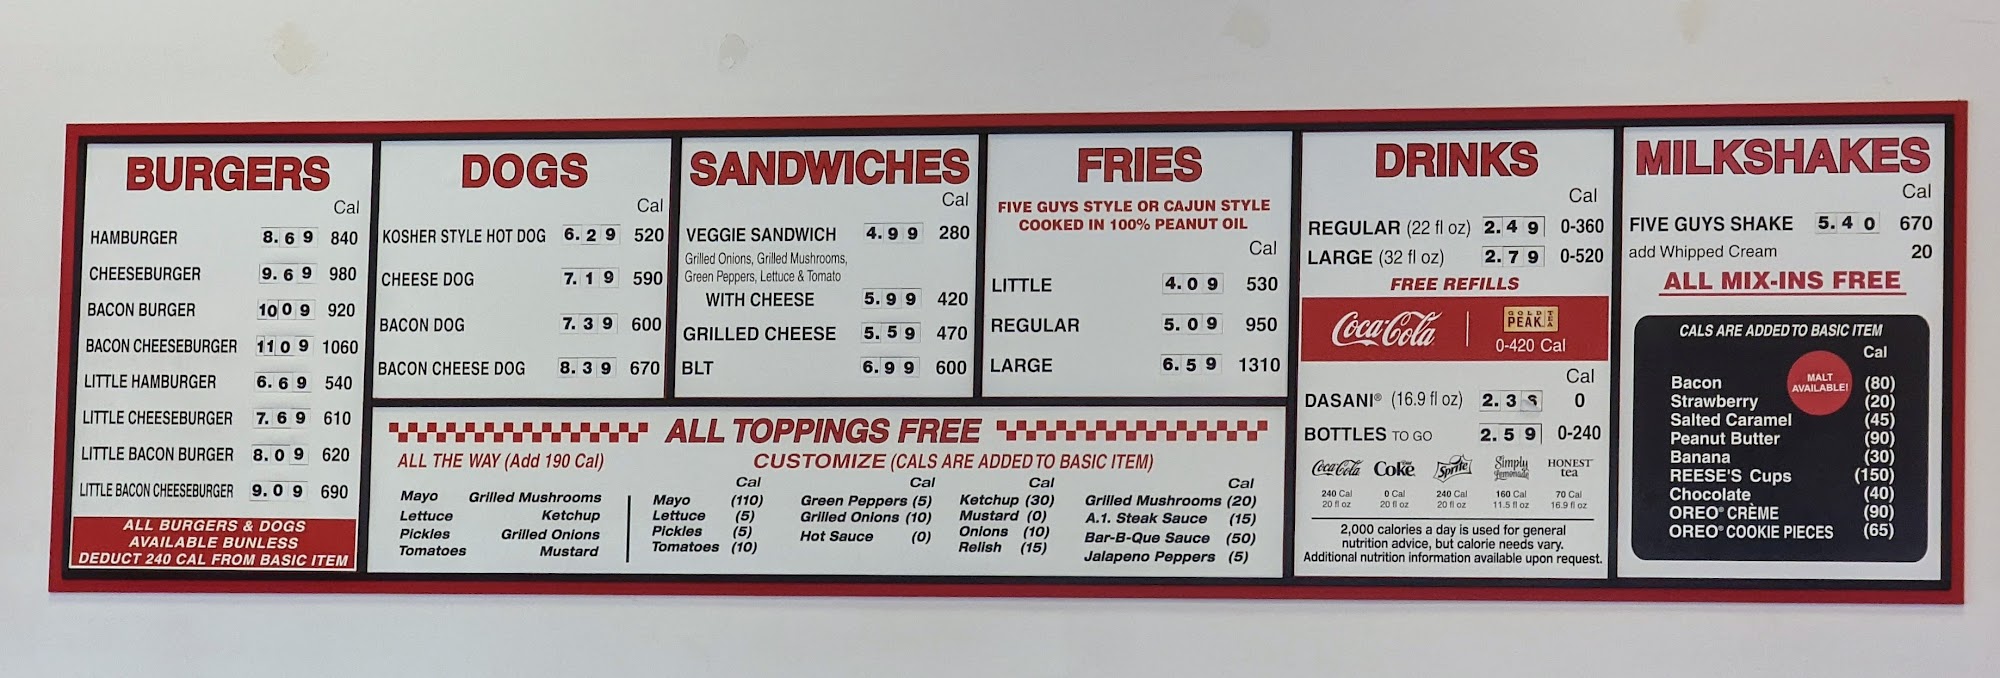 BURGERS
Cal
HAMBURGER 8.69 840
CHEESEBURGER 9.69 980
BACON BURGER 1009 920
BACON CHEESEBURGER 1109 1060
LITTLE HAMBURGER 6.69 540
LITTLE CHEESEBURGER 7.69 610
LITTLE BACON BURGER 8.09 620
LITTLE BACON CHEESEBURGER 9.09 690
ALL BURGERS & DOGS
AVAILABLE BUNLESS
DEDUCT 240 CAL FROM BASIC ITEM
DOGS
Cal
KOSHER STYLE HOT DOG 6.29 520
CHEESE DOG 7.19 590
BACON DOG 7.39 600
BACON CHEESE DOG 8.39 670
SANDWICHES
Cal
VEGGIE SANDWICH 4.99 280
Grilled Onions, Grilled Mushrooms,
Green Peppers, Lettuce & Tomato
WITH CHEESE 5.99 420
GRILLED CHEESE 5.59 470
BLT 6.99 600
FRIES
FIVE GUYS STYLE OR CAJUN STYLE
COOKED IN 100% PEANUT OIL
Cal
LITTLE 4.09 530
REGULAR 5.09 950
LARGE 6.59 1310
ALL TOPPINGS FREE
ALL THE WAY (Add 190 Cal)
Mayo Grilled Mushrooms
Lettuce Ketchup
Pickles Grilled Onions
Tomatoes Mustard
CUSTOMIZE (CALS ARE ADDED TO BASIC ITEM)
Cal Cal Cal Cal
Mayo (110) Green Peppers (5) Ketchup (30) Grilled Mushrooms (20)
Lettuce (5) Grilled Onions (10) Mustard (0) A.1. Steak Sauce (15)
Pickles (5) Hot Sauce (0) Onions (10) Bar-B-Que Sauce (50)
Tomatoes (10) Relish (15) Jalapeno Peppers (5)
DRINKS
Cal
REGULAR (22 fl oz) 2.49 0-360
LARGE (32 fl oz) 2.79 0-520
FREE REFILLS
Coca-Cola GOLD PEAK TEA
0-420 Cal
Cal
DASANI® (16.9 fl oz) 2.3 0
BOTTLES TO GO 2.59 0-240
Coca-Cola Diet Coke Sprite Simply Lemonade HONEST tea
240 Cal 0 Cal 240 Cal 160 Cal 70 Cal
20 fl oz 20 fl oz 20 fl oz 11.5 fl oz 16.9 fl oz
2,000 calories a day is used for general
nutrition advice, but calorie needs vary.
Additional nutrition information available upon request.
MILKSHAKES
Cal
FIVE GUYS SHAKE 5.40 670
add Whipped Cream 20
ALL MIX-INS FREE
CALS ARE ADDED TO BASIC ITEM
Cal
MALT
AVAILABLE!
Bacon (80)
Strawberry (20)
Salted Caramel (45)
Peanut Butter (90)
Banana (30)
REESE'S Cups (150)
Chocolate (40)
OREO® CRÈME (90)
OREO® COOKIE PIECES (65)